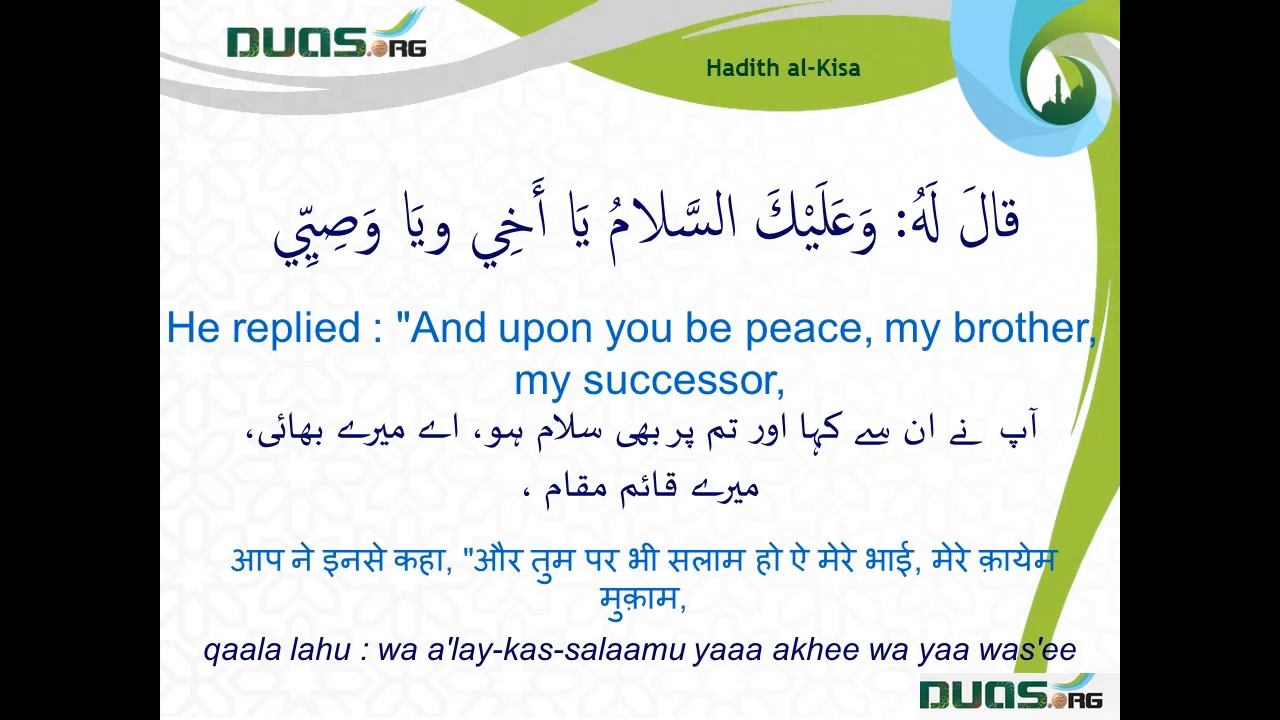 DUAS.ORG
Hadith al-Kisa
قالَ لَهُ: وَعَلَيْكَ السَّلامُ يَا أَخِي ويَا وَصِيِّي
He replied : "And upon you be peace, my brother,
my successor,
آپ نے ان سے کہا اور تم پر بھی سلام ہو، اے میرے بھائی،
میرے قائم مقام ،
आप ने इनसे कहा, "और तुम पर भी सलाम हो ऐ मेरे भाई, मेरे क़ायेम
मुक़ाम,
qaala lahu : wa a'lay-kas-salaamu yaaa akhee wa yaa was'ee
DUAS.ORG